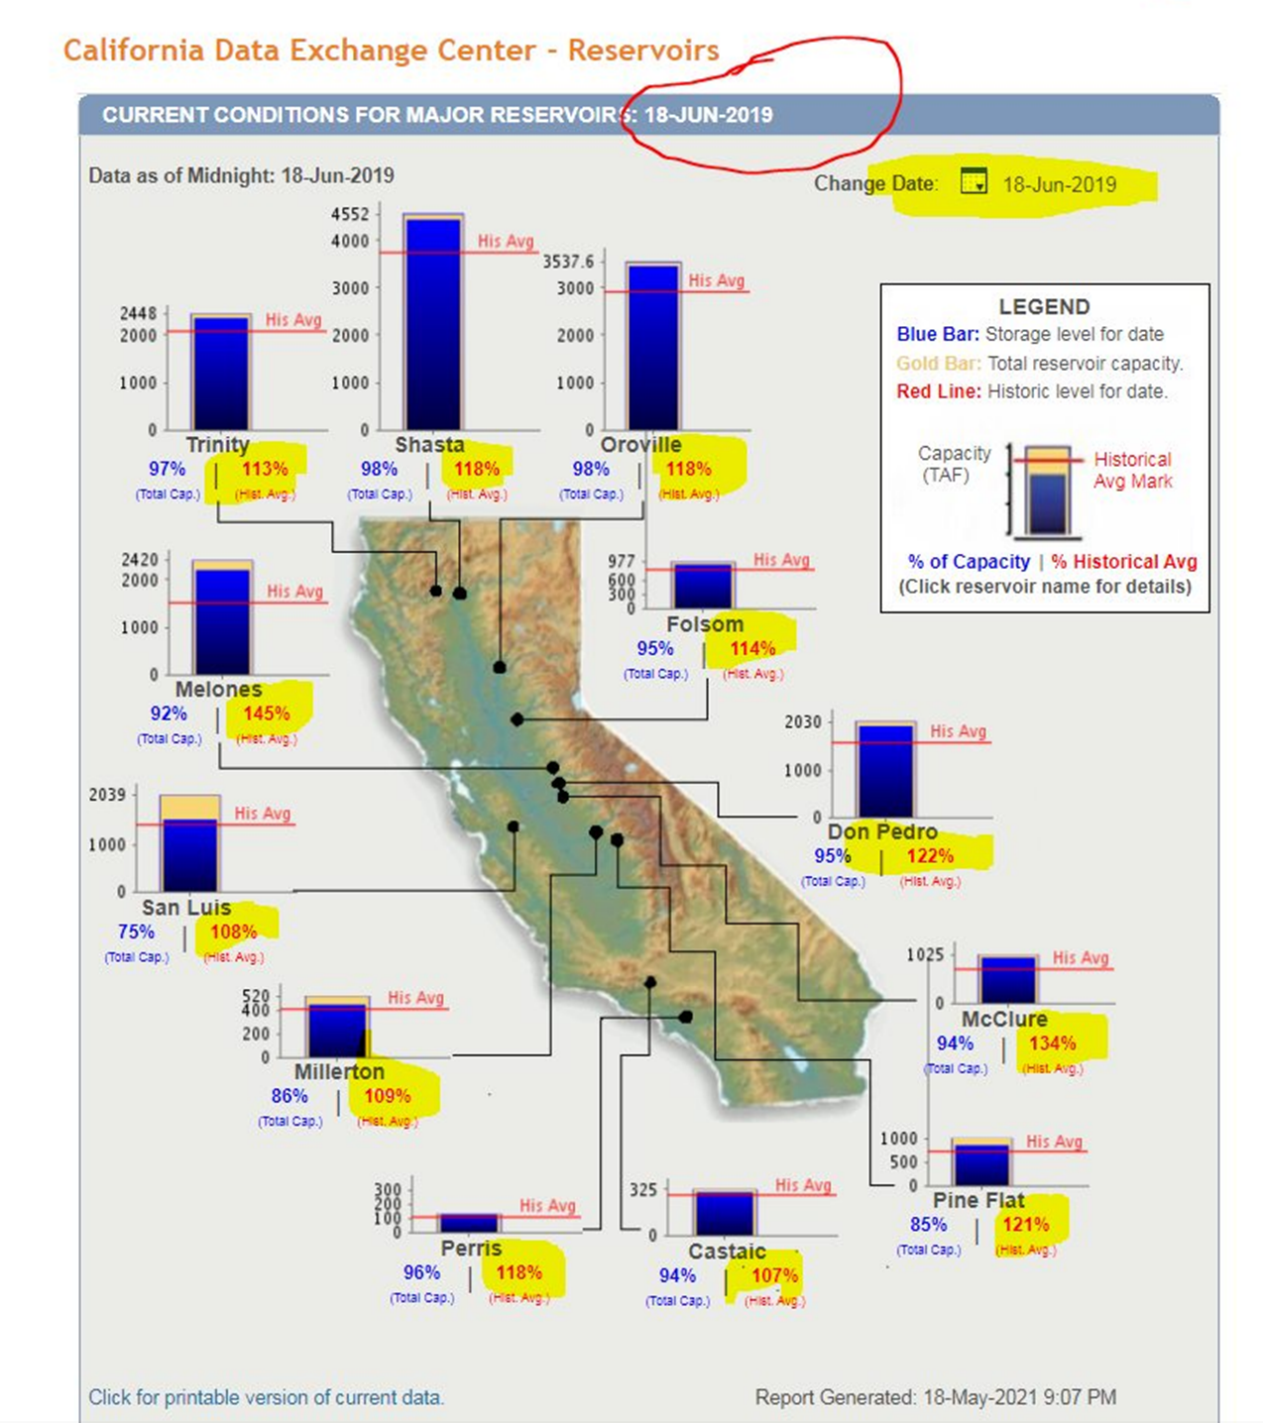 California Data Exchange Center - Reservoirs
CURRENT CONDITIONS FOR MAJOR RESERVOIRS: 18-JUN-2019
Data as of Midnight: 18-Jun-2019
Change Date: 18-Jun-2019
4552
4000
3000
2000
1000
0
His Avg
Shasta
98% | 118%
(Total Cap.) (Hist. Avg.)
3537.6
3000
2000
1000
0
His Avg
Oroville
98% | 118%
(Total Cap.) (Hist. Avg.)
2448
2000
1000
0
His Avg
Trinity
97% | 113%
(Total Cap.) (Hist. Avg.)
LEGEND
Blue Bar: Storage level for date
Gold Bar: Total reservoir capacity.
Red Line: Historic level for date.
Capacity
(TAF)
Historical
Avg Mark
% of Capacity | % Historical Avg
(Click reservoir name for details)
2420
2000
1000
0
His Avg
Melones
92% | 145%
(Total Cap.) (Hist. Avg.)
977
600
300
0
His Avg
Folsom
95% | 114%
(Total Cap.) (Hist. Avg.)
2030
1000
0
His Avg
Don Pedro
95% | 122%
(Total Cap.) (Hist. Avg.)
2039
1000
0
His Avg
San Luis
75% | 108%
(Total Cap.) (Hist. Avg.)
1025
0
His Avg
McClure
94% | 134%
(Total Cap.) (Hist. Avg.)
520
400
200
0
His Avg
Millerton
86% | 109%
(Total Cap.) (Hist. Avg.)
1000
500
0
His Avg
Pine Flat
85% | 121%
(Total Cap.) (Hist. Avg.)
300
200
100
0
His Avg
Perris
96% | 118%
(Total Cap.) (Hist. Avg.)
325
0
His Avg
Castaic
94% | 107%
(Total Cap.) (Hist. Avg.)
Click for printable version of current data.
Report Generated: 18-May-2021 9:07 PM